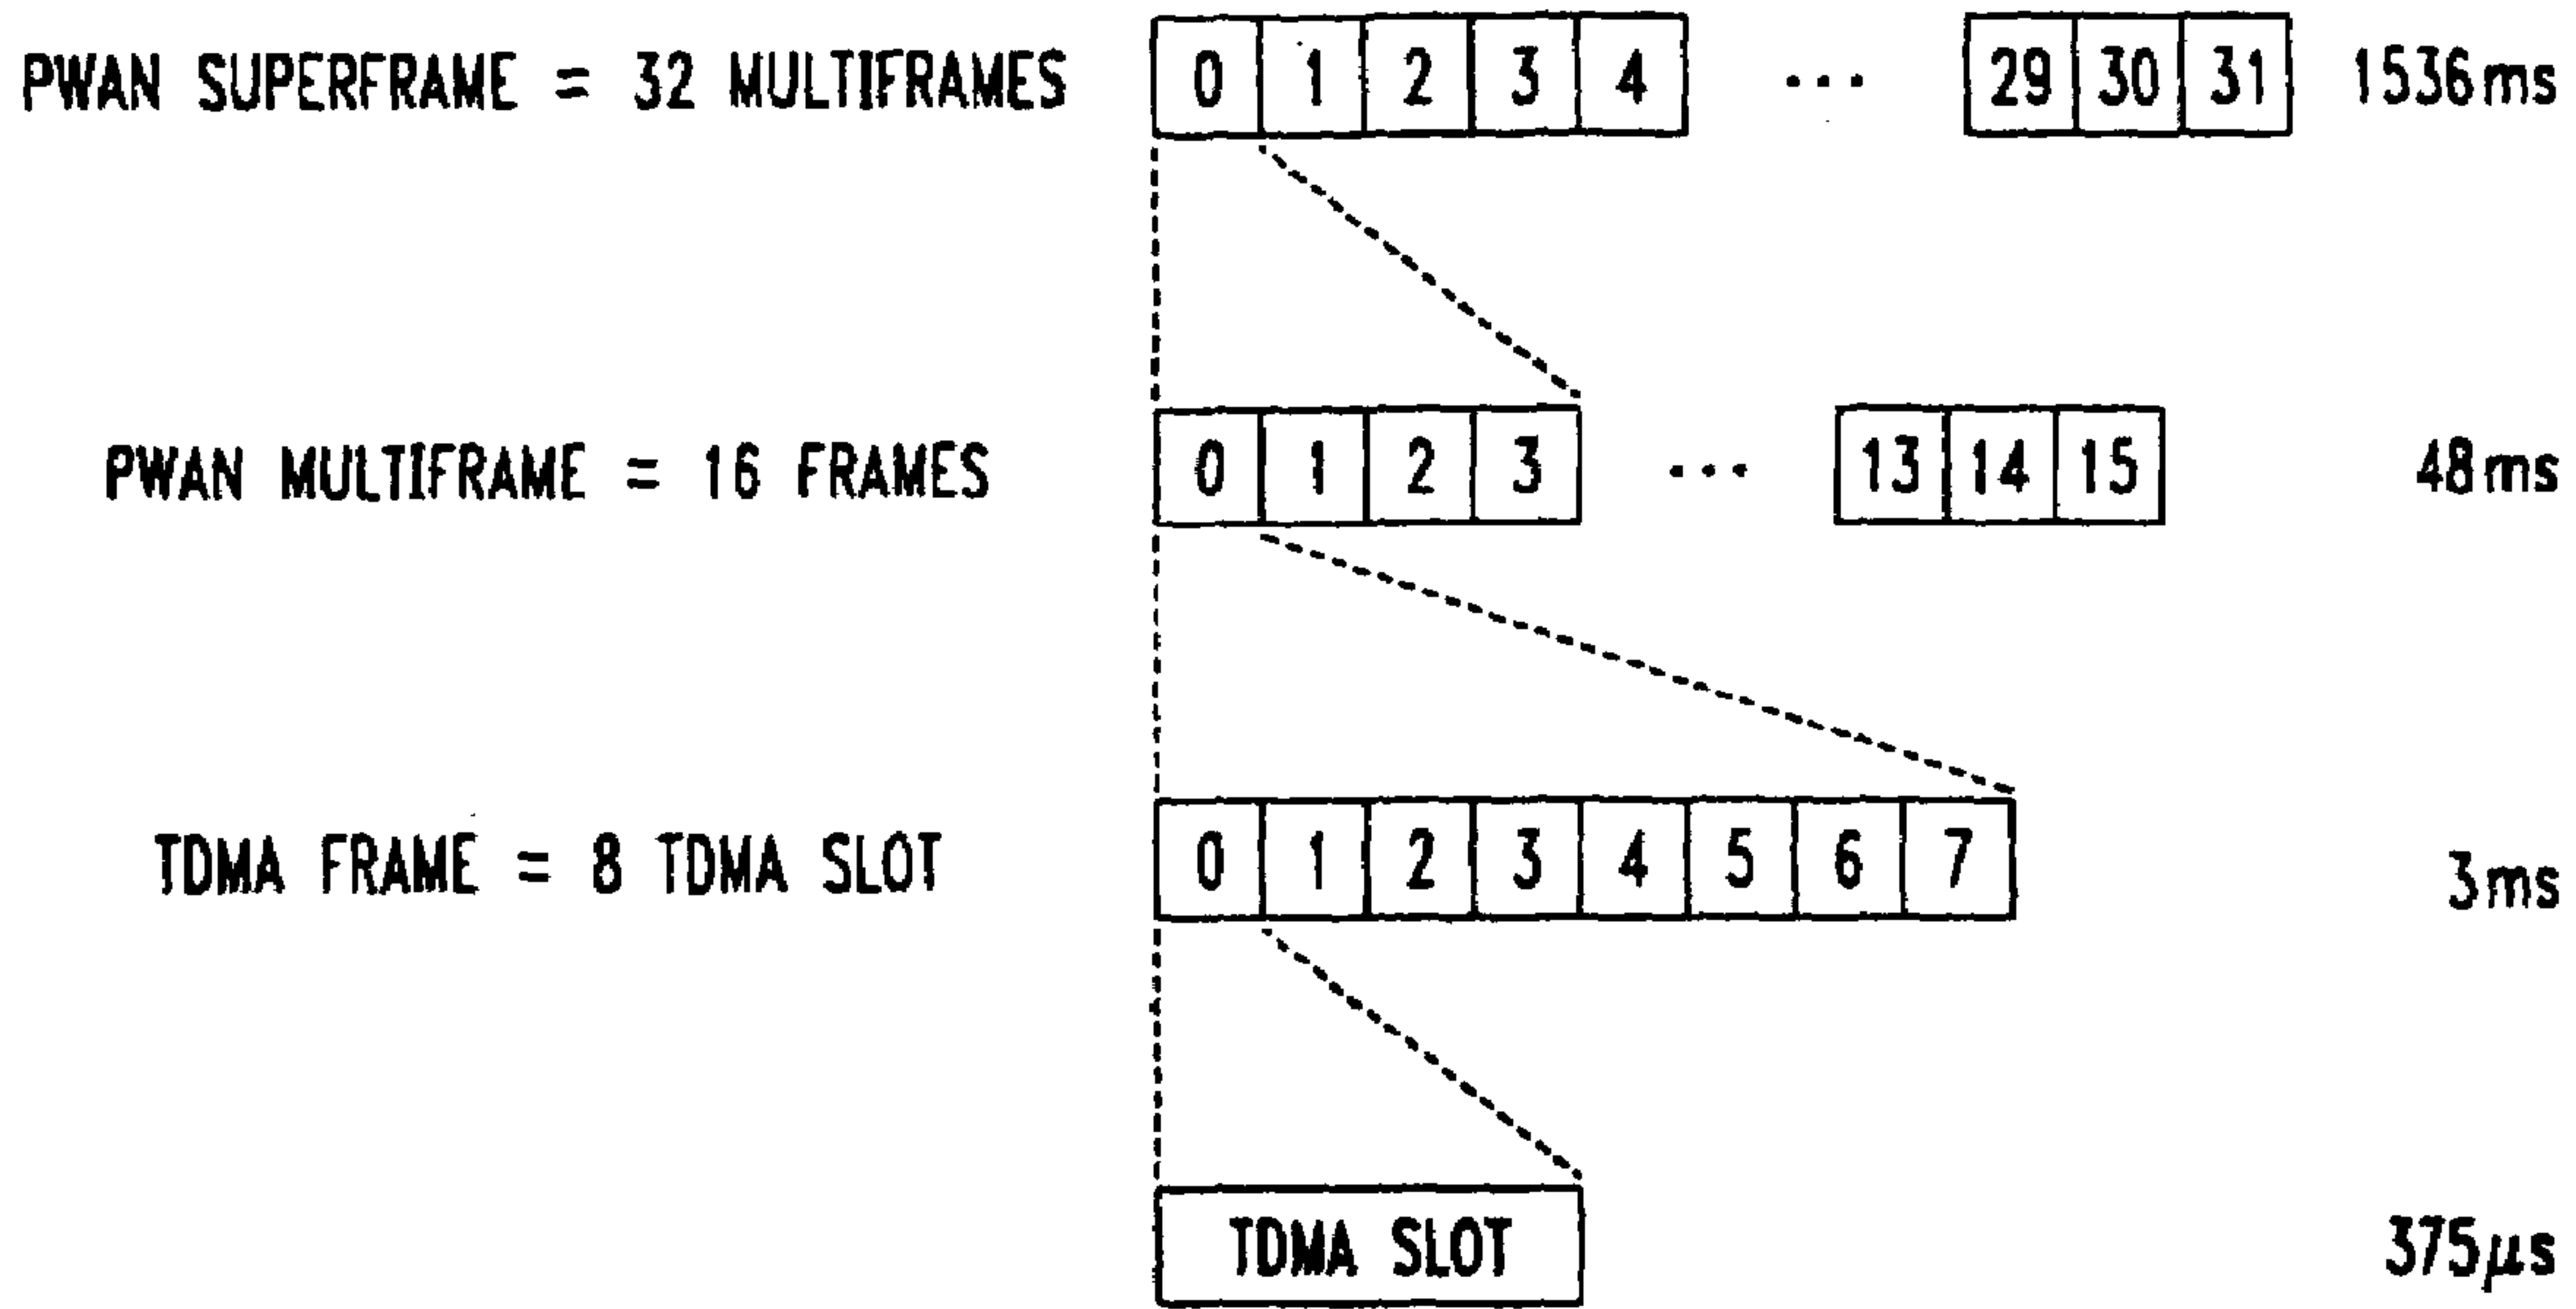 PWAN SUPERFRAME = 32 MULTIFRAMES 0 1 2 3 4 ... 29 30 31 1536ms
PWAN MULTIFRAME = 16 FRAMES 0 1 2 3 ... 13 14 15 48ms
TDMA FRAME = 8 TDMA SLOT 0 1 2 3 4 5 6 7 3ms
TDMA SLOT 375μs